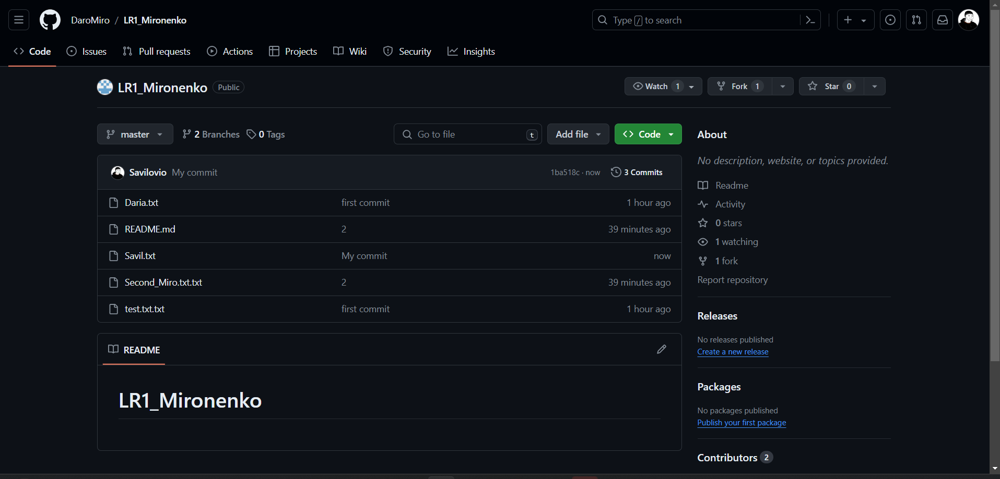 DaroMiro / LR1_Mironenko
Type / to search
Code
Issues
Pull requests
Actions
Projects
Wiki
Security
Insights
LR1_Mironenko Public
Watch 1
Fork 1
Star 0
master
2 Branches
0 Tags
Go to file
t
Add file
Code
Savilovio My commit 1ba518c · now 3 Commits
Daria.txt first commit 1 hour ago
README.md 2 39 minutes ago
Savil.txt My commit now
Second_Miro.txt.txt 2 39 minutes ago
test.txt.txt first commit 1 hour ago
README
LR1_Mironenko
About
No description, website, or topics provided.
Readme
Activity
0 stars
1 watching
1 fork
Report repository
Releases
No releases published
Create a new release
Packages
No packages published
Publish your first package
Contributors 2